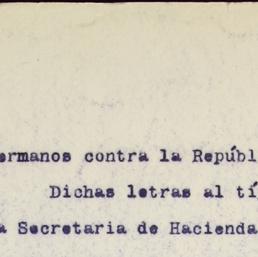 ermanos contra la Repúbl
Dichas letras al tí
a Secretaria de Hacienda